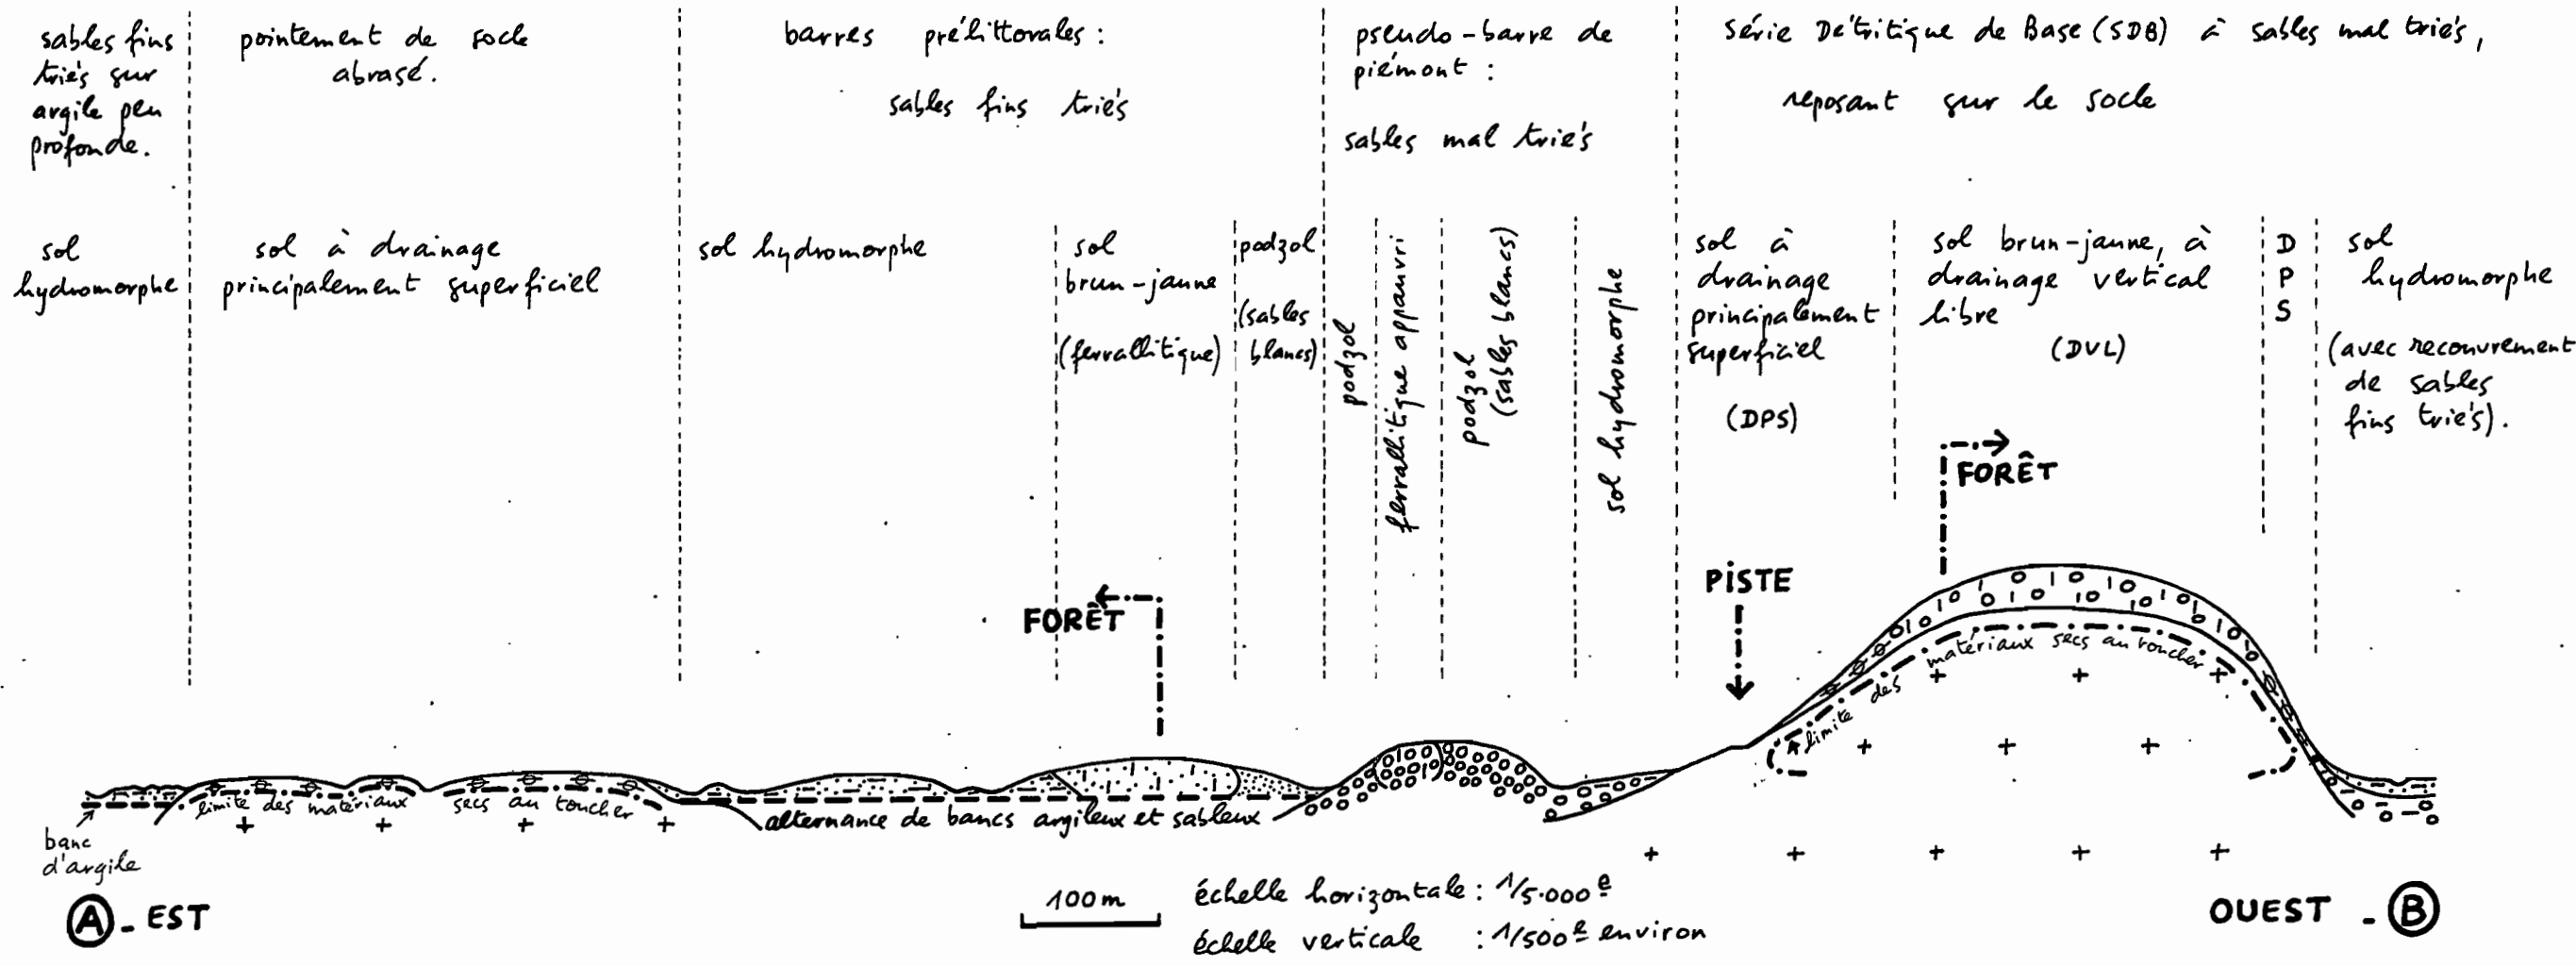 sables fins
triés sur
argile peu
profonde.
pointement de socle
abrasé.
barres prélittorales :
sables fins triés
pseudo-barre de
piémont :
sables mal triés
série Détritique de Base (SDB) à sables mal triés,
reposant sur le socle
sol
hydromorphe
sol à drainage
principalement superficiel
sol hydromorphe
sol
brun-jaune
(ferrallitique)
podzol
(sables
blancs)
podzol
ferrallitique appauvri
podzol
(sables blancs)
sol hydromorphe
sol à
drainage
principalement
superficiel
(DPS)
sol brun-jaune, à
drainage vertical
libre
(DVL)
D
P
S
sol
hydromorphe
(avec recouvrement
de sables
fins triés).
FORÊT
FORÊT
PISTE
limite des matériaux secs au toucher
limite des matériaux secs au toucher
alternance de bancs argileux et sableux
banc
d'argile
A - EST
100 m
échelle horizontale : 1/5.000e
échelle verticale : 1/500e environ
OUEST - B